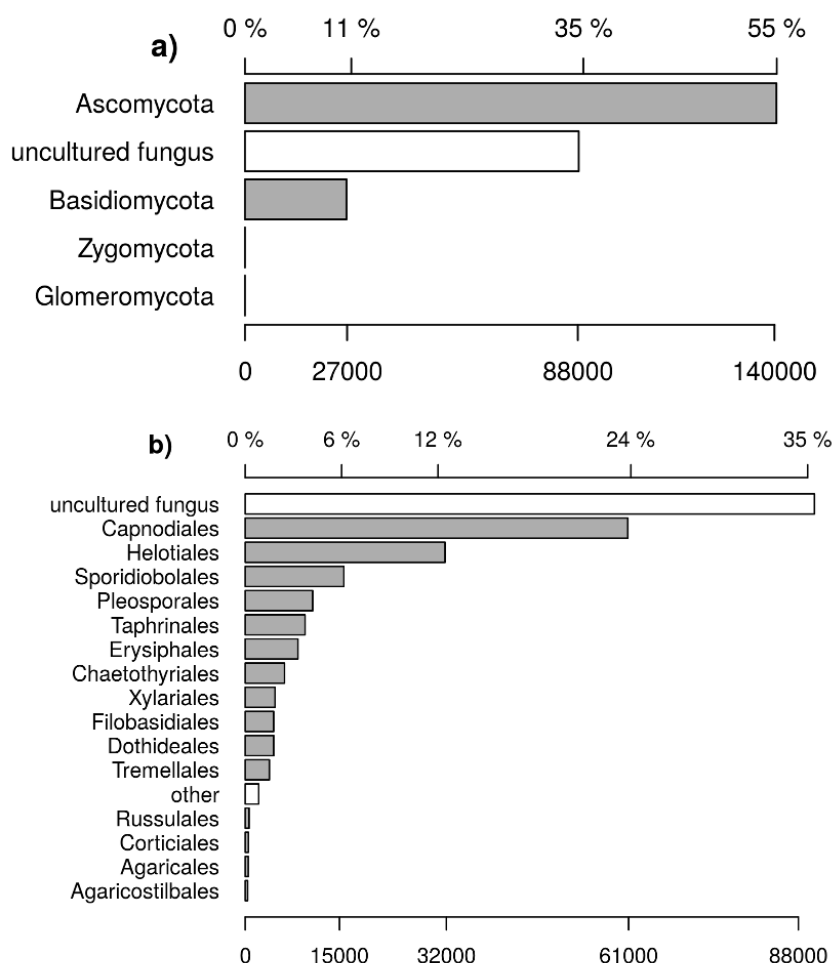 a)
0 % 11 % 35 % 55 %
Ascomycota
uncultured fungus
Basidiomycota
Zygomycota
Glomeromycota
0 27000 88000 140000
b)
0 % 6 % 12 % 24 % 35 %
uncultured fungus
Capnodiales
Helotiales
Sporidiobolales
Pleosporales
Taphrinales
Erysiphales
Chaetothyriales
Xylariales
Filobasidiales
Dothideales
Tremellales
other
Russulales
Corticiales
Agaricales
Agaricostilbales
0 15000 32000 61000 88000